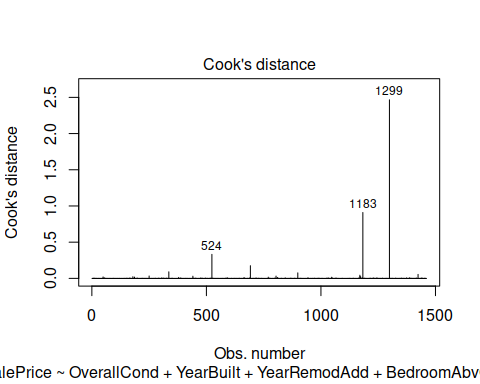 Cook's distance
Cook's distance
0.0 0.5 1.0 1.5 2.0 2.5
524
1183
1299
0 500 1000 1500
Obs. number
alePrice ~ OverallCond + YearBuilt + YearRemodAdd + BedroomAbv